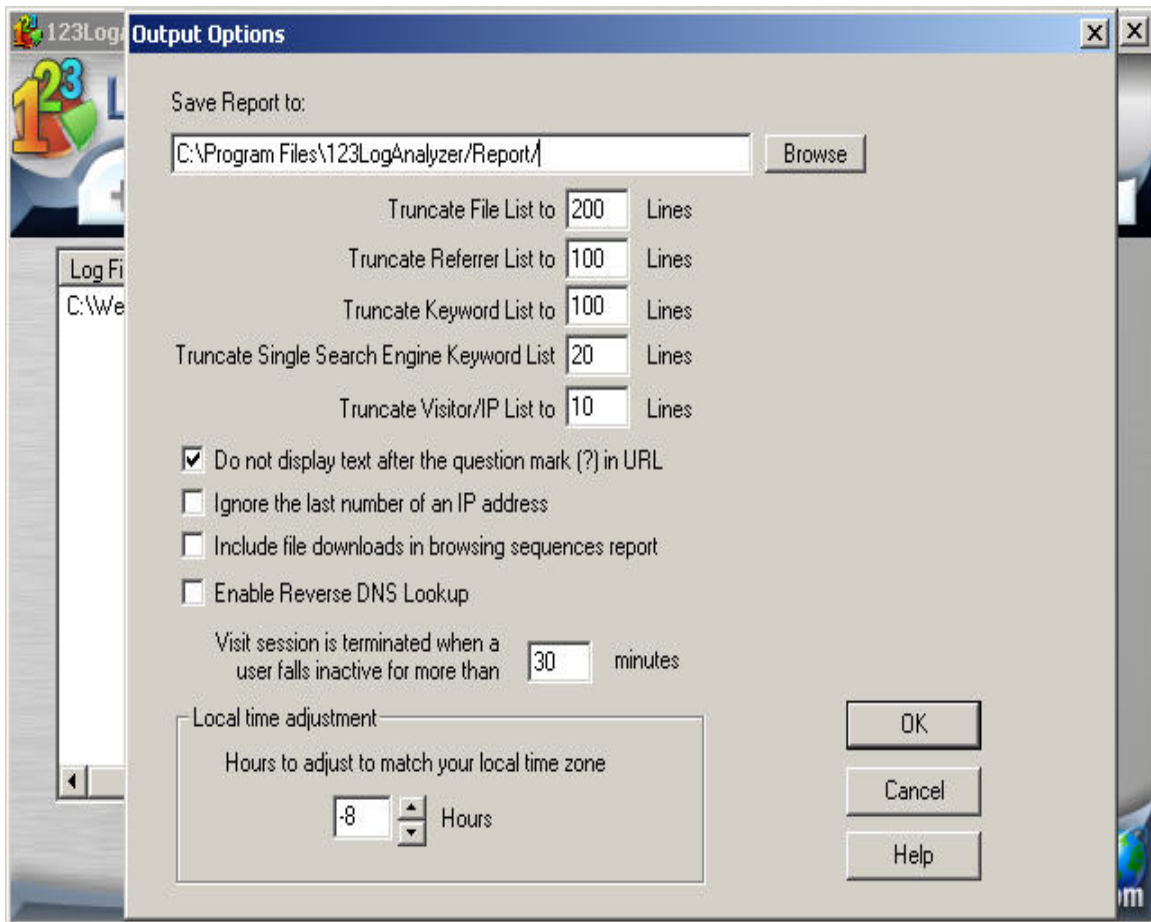 123Log
Output Options
123
L
Save Report to:
C:\Program Files\123LogAnalyzer/Report/
Browse
Truncate File List to 200 Lines
Truncate Referrer List to 100 Lines
Log Fi
C:\We
Truncate Keyword List to 100 Lines
Truncate Single Search Engine Keyword List 20 Lines
Truncate Visitor/IP List to 10 Lines
Do not display text after the question mark (?) in URL
Ignore the last number of an IP address
Include file downloads in browsing sequences report
Enable Reverse DNS Lookup
Visit session is terminated when a
user falls inactive for more than 30 minutes
Local time adjustment
Hours to adjust to match your local time zone
-8 Hours
OK
Cancel
Help
om